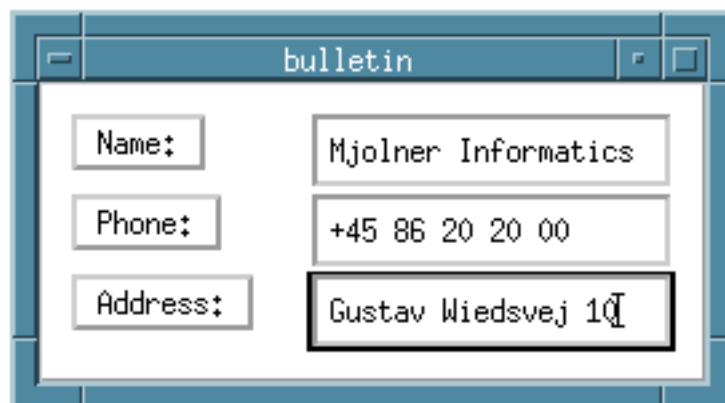 bulletin
Name: Mjolner Informatics
Phone: +45 86 20 20 00
Address: Gustav Wiedsvej 10